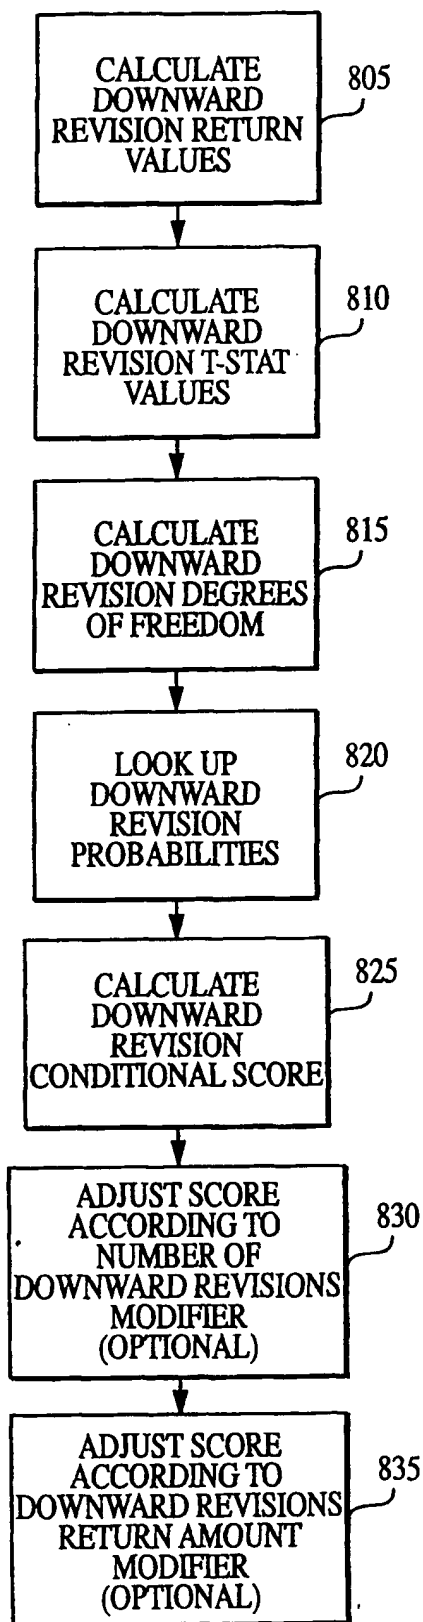 CALCULATE
DOWNWARD
REVISION RETURN
VALUES
805
CALCULATE
DOWNWARD
REVISION T-STAT
VALUES
810
CALCULATE
DOWNWARD
REVISION DEGREES
OF FREEDOM
815
LOOK UP
DOWNWARD
REVISION
PROBABILITIES
820
CALCULATE
DOWNWARD
REVISION
CONDITIONAL SCORE
825
ADJUST SCORE
ACCORDING TO
NUMBER OF
DOWNWARD REVISIONS
MODIFIER
(OPTIONAL)
830
ADJUST SCORE
ACCORDING TO
DOWNWARD REVISIONS
RETURN AMOUNT
MODIFIER
(OPTIONAL)
835